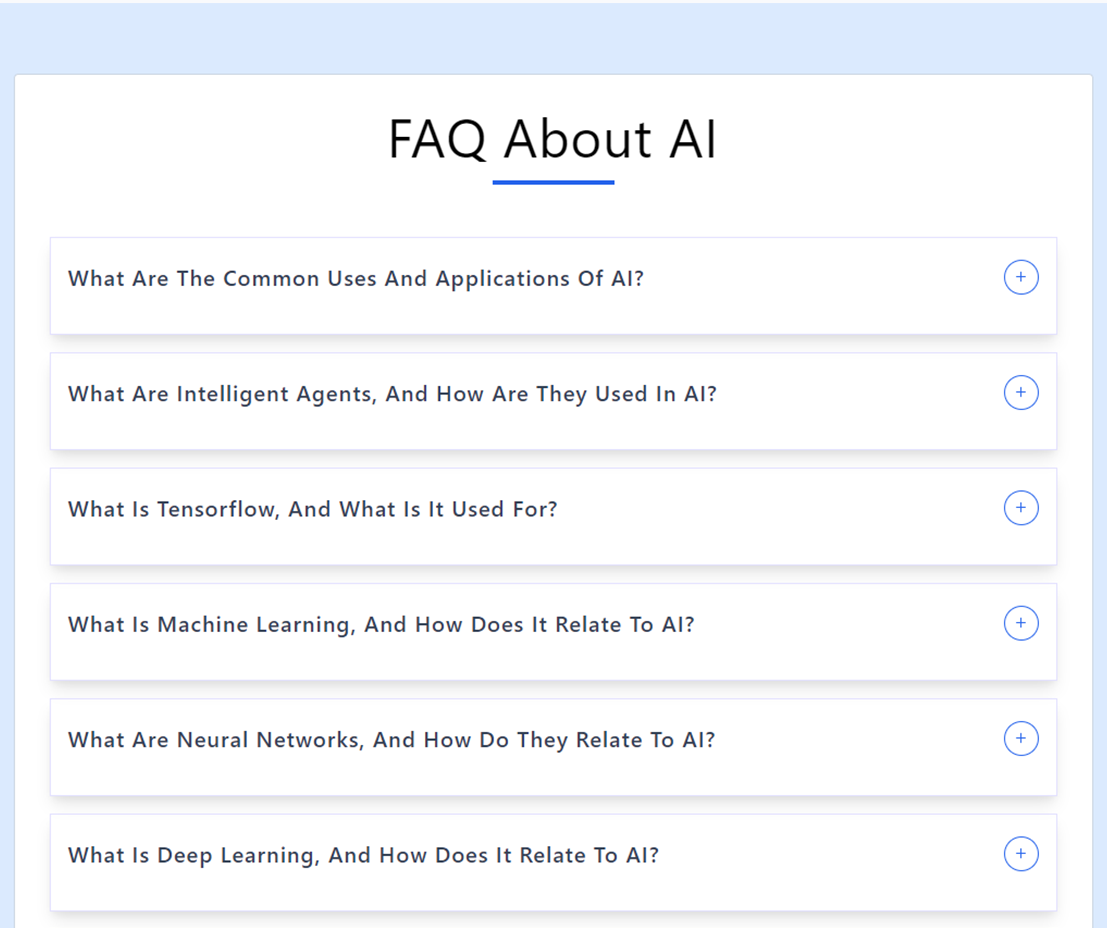 FAQ About AI
What Are The Common Uses And Applications Of AI?
+
What Are Intelligent Agents, And How Are They Used In AI?
+
What Is Tensorflow, And What Is It Used For?
+
What Is Machine Learning, And How Does It Relate To AI?
+
What Are Neural Networks, And How Do They Relate To AI?
+
What Is Deep Learning, And How Does It Relate To AI?
+